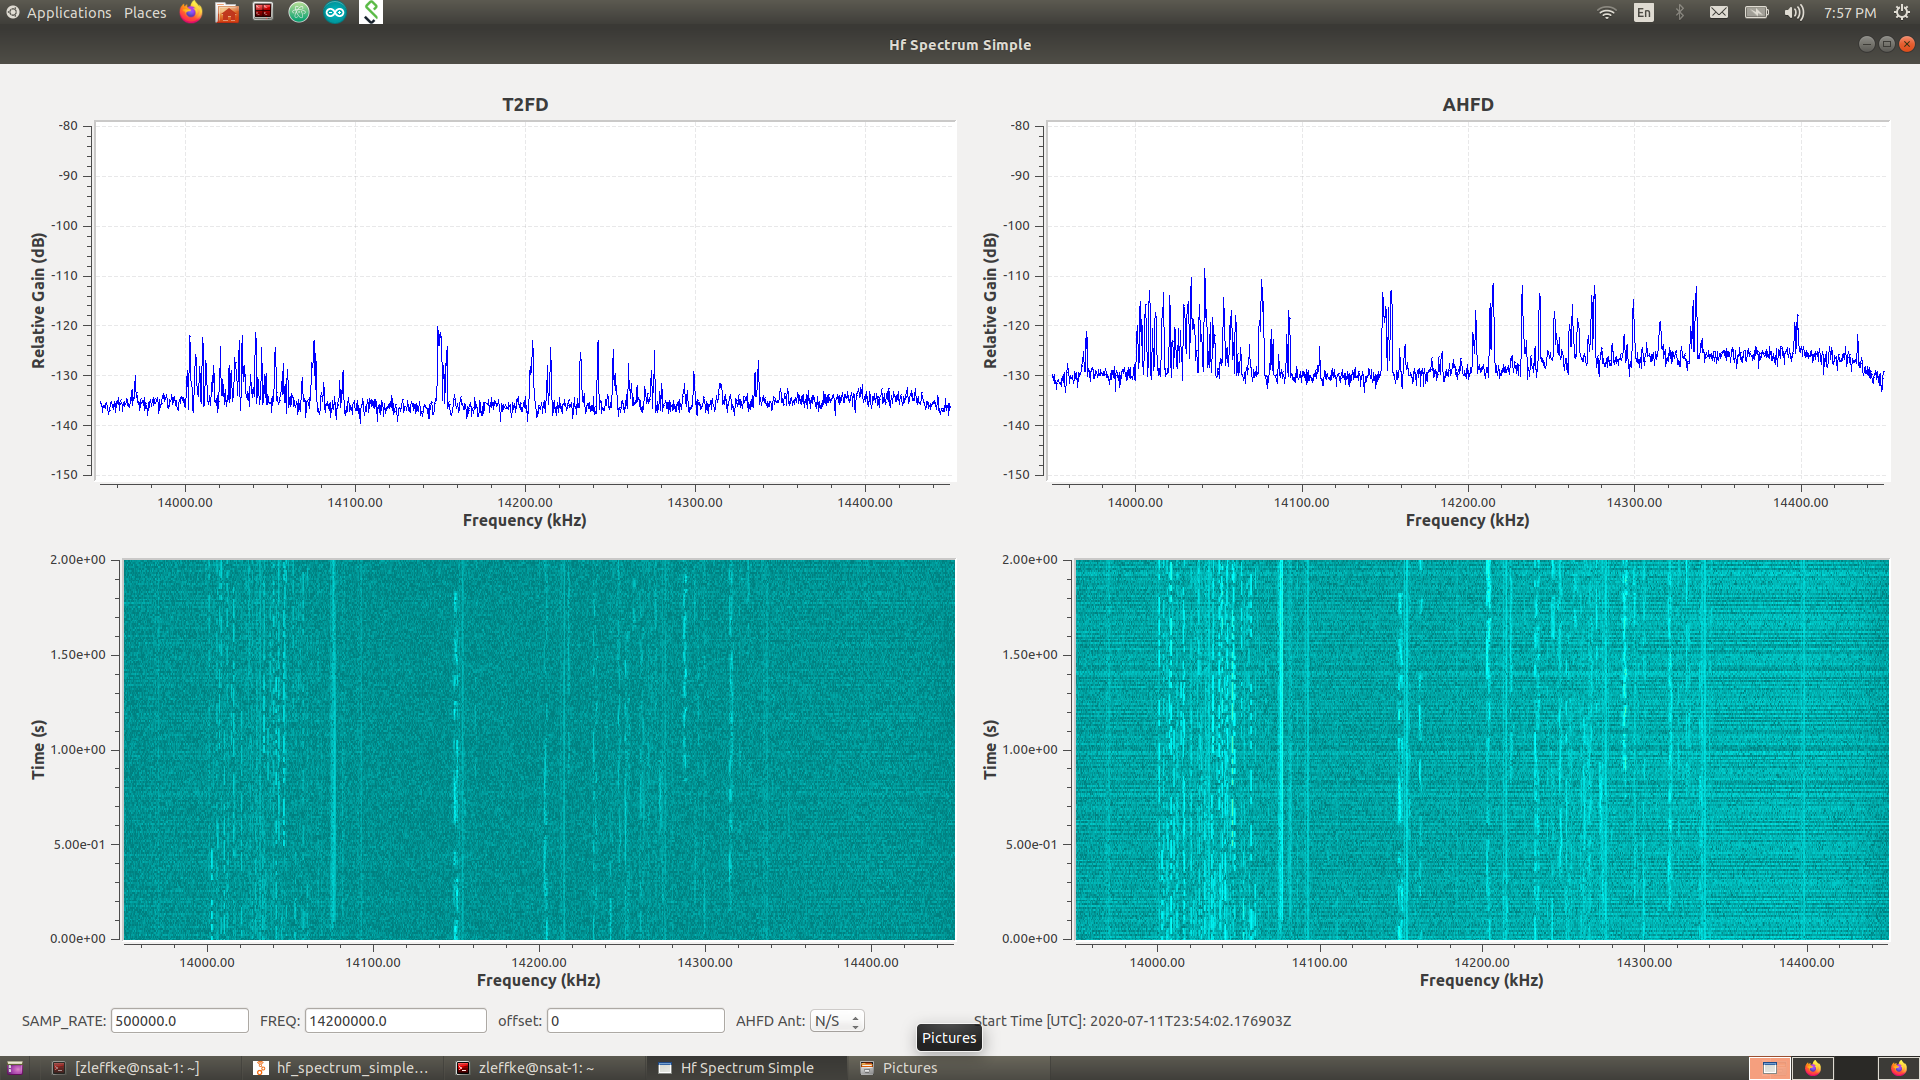 Applications Places En 7:57 PM
Hf Spectrum Simple
T2FD
-80
-90
-100
-110
-120
-130
-140
-150
Relative Gain (dB)
14000.00 14100.00 14200.00 14300.00 14400.00
Frequency (kHz)
AHFD
-80
-90
-100
-110
-120
-130
-140
-150
Relative Gain (dB)
14000.00 14100.00 14200.00 14300.00 14400.00
Frequency (kHz)
2.00e+00
1.50e+00
1.00e+00
5.00e-01
0.00e+00
Time (s)
14000.00 14100.00 14200.00 14300.00 14400.00
Frequency (kHz)
2.00e+00
1.50e+00
1.00e+00
5.00e-01
0.00e+00
Time (s)
14000.00 14100.00 14200.00 14300.00 14400.00
Frequency (kHz)
SAMP_RATE: 500000.0 FREQ: 14200000.0 offset: 0 AHFD Ant: N/S Start Time [UTC]: 2020-07-11T23:54:02.176903Z
Pictures
[zleffke@nsat-1: ~] hf_spectrum_simple... zleffke@nsat-1: ~ Hf Spectrum Simple Pictures